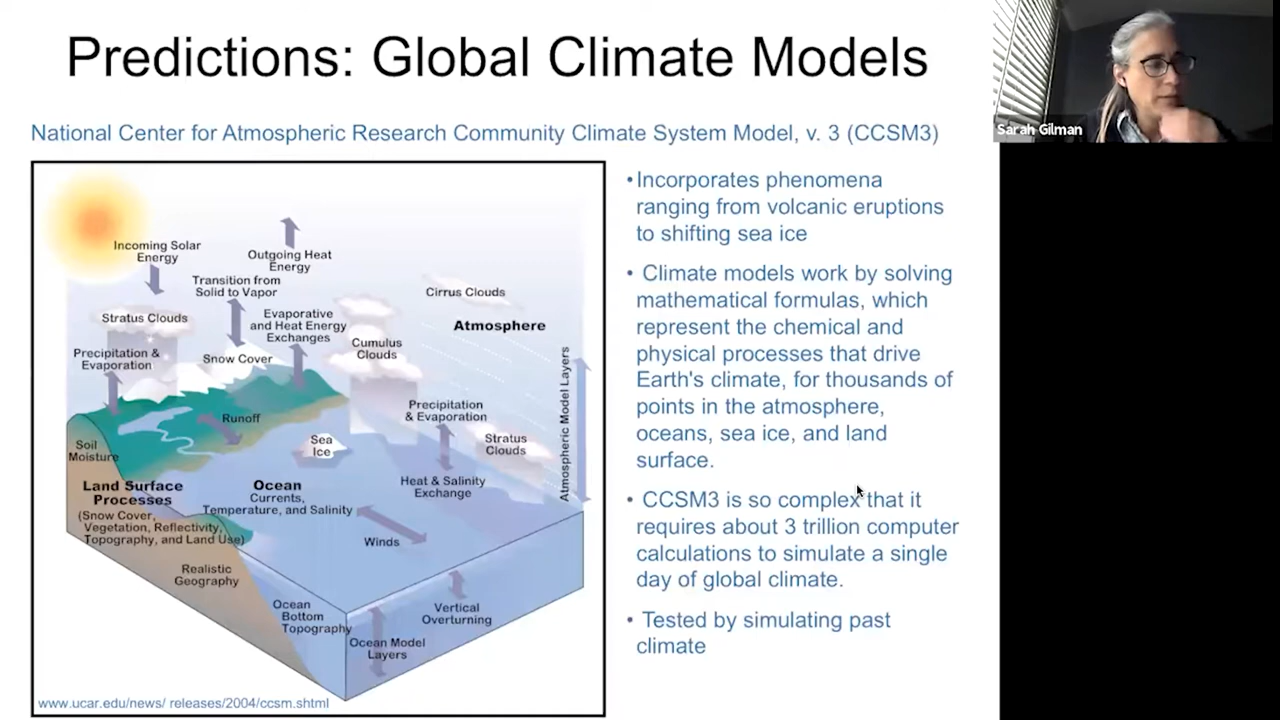 Predictions: Global Climate Models
Sarah Gilman
National Center for Atmospheric Research Community Climate System Model, v. 3 (CCSM3)
Incoming Solar
Energy
Outgoing Heat
Energy
Transition from
Solid to Vapor
Cirrus Clouds
Stratus Clouds
Evaporative
and Heat Energy
Exchanges
Atmosphere
Cumulus
Clouds
Precipitation &
Evaporation
Snow Cover
Atmospheric Model Layers
Runoff
Precipitation
& Evaporation
Soil
Moisture
Sea
Ice
Stratus
Clouds
Land Surface
Processes
(Snow Cover,
Vegetation, Reflectivity,
Topography, and Land Use)
Ocean
Currents,
Temperature, and Salinity
Heat & Salinity
Exchange
Winds
Realistic
Geography
Ocean
Bottom
Topography
Vertical
Overturning
Ocean Model
Layers
www.ucar.edu/news/ releases/2004/ccsm.shtml
•Incorporates phenomena
ranging from volcanic eruptions
to shifting sea ice
• Climate models work by solving
mathematical formulas, which
represent the chemical and
physical processes that drive
Earth's climate, for thousands of
points in the atmosphere,
oceans, sea ice, and land
surface.
• CCSM3 is so complex that it
requires about 3 trillion computer
calculations to simulate a single
day of global climate.
• Tested by simulating past
climate